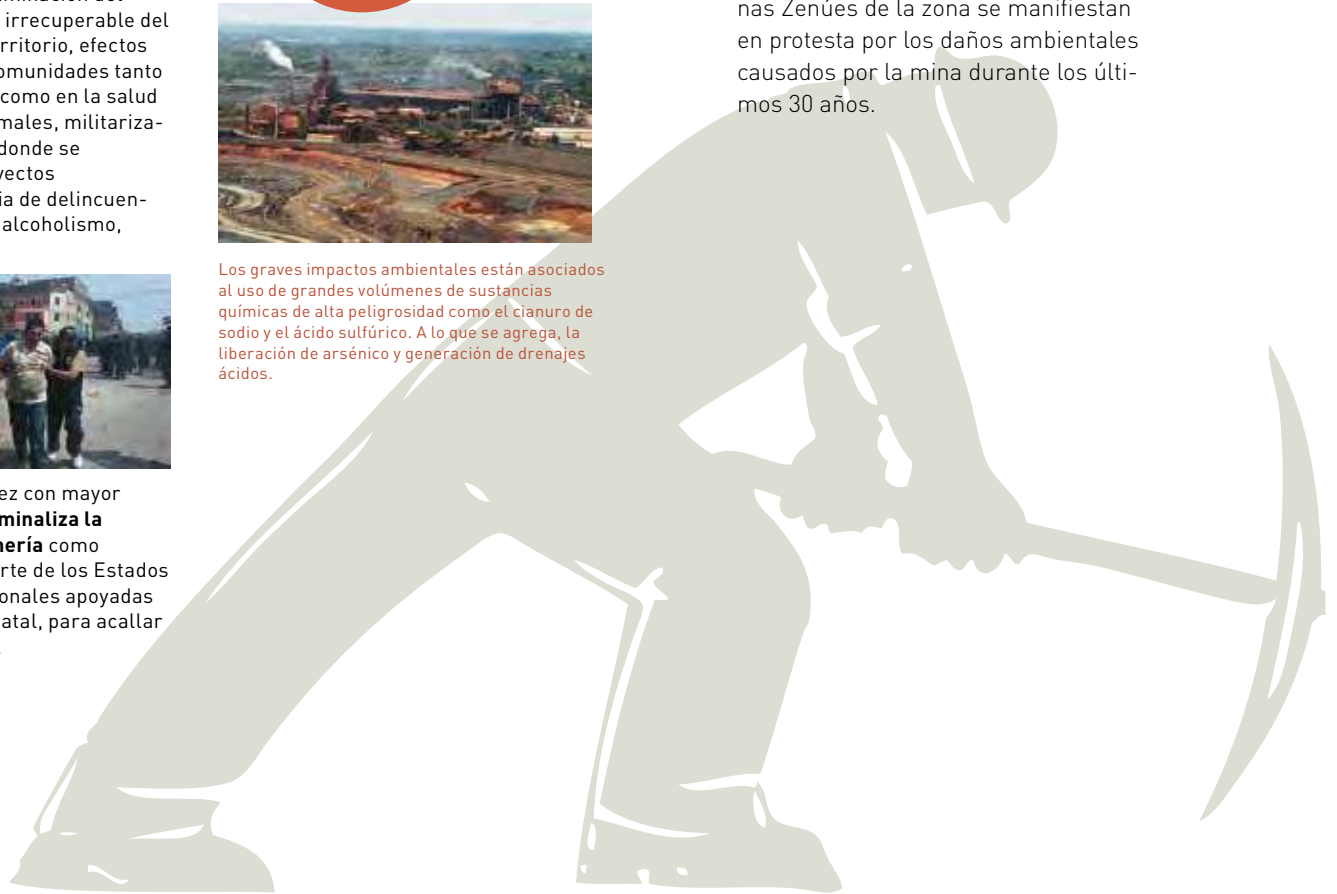 irrecuperable del
rritorio, efectos
omunidades tanto
como en la salud
males, militariza-
donde se
yectos
ia de delincuen-
alcoholismo,
ez con mayor
minaliza la
nería como
rte de los Estados
onales apoyadas
atal, para acallar
Los graves impactos ambientales están asociados
al uso de grandes volúmenes de sustancias
químicas de alta peligrosidad como el cianuro de
sodio y el ácido sulfúrico. A lo que se agrega, la
liberación de arsénico y generación de drenajes
ácidos.
nas Zenúes de la zona se manifiestan
en protesta por los daños ambientales
causados por la mina durante los últi-
mos 30 años.